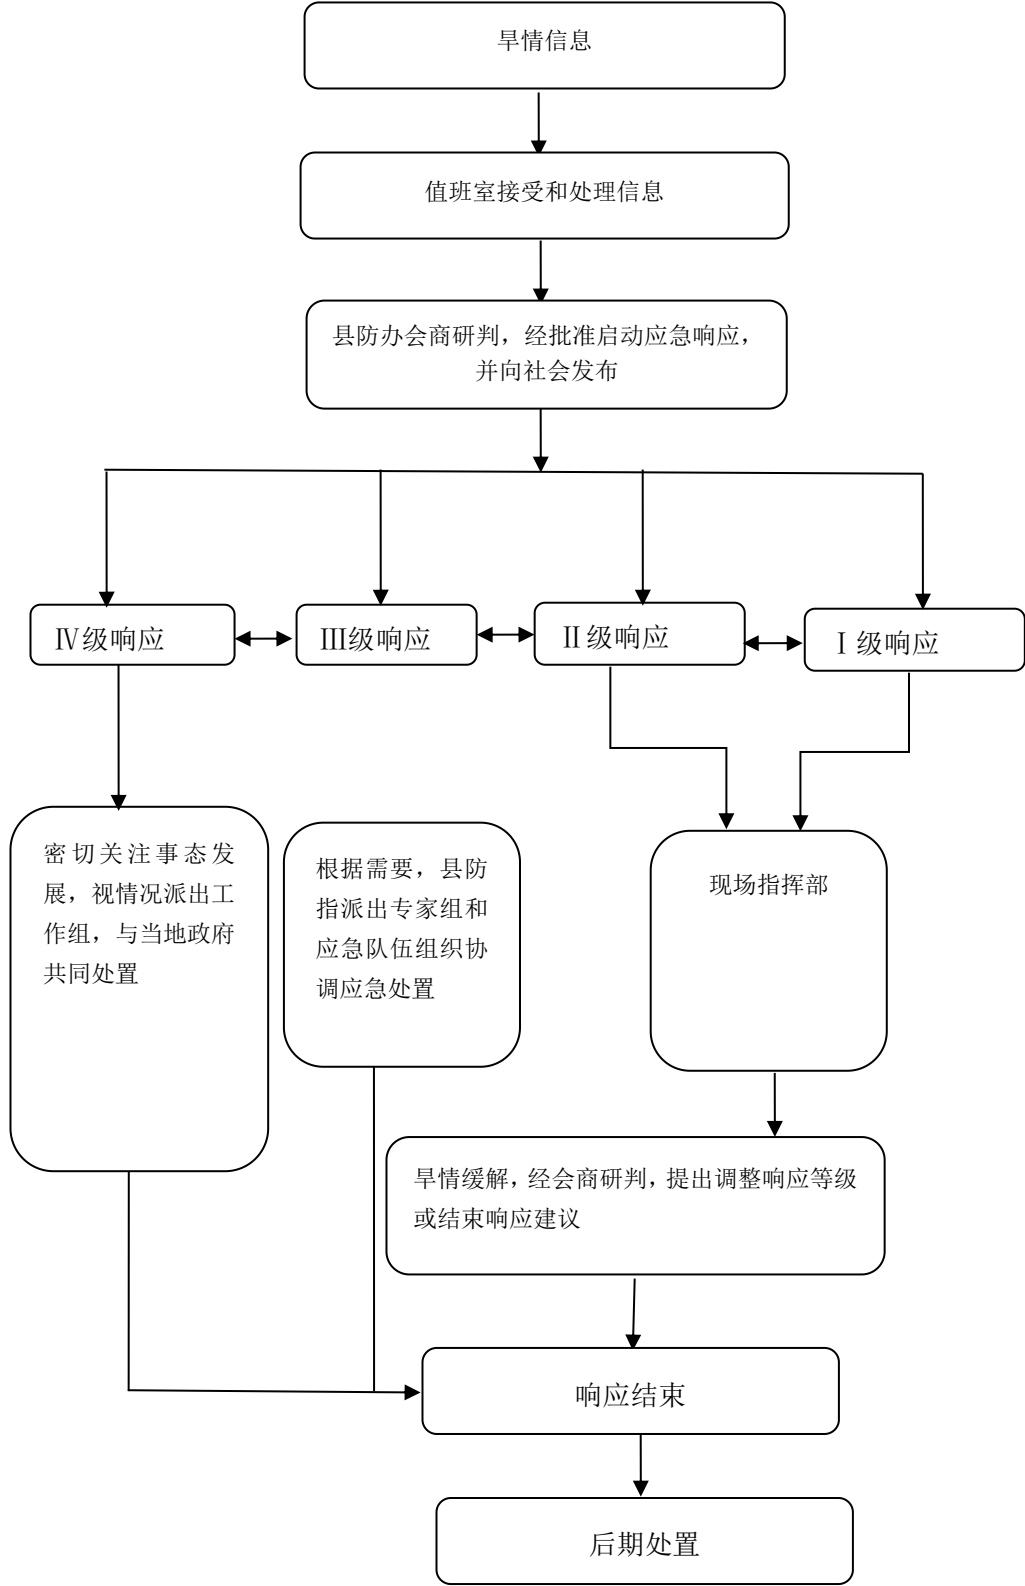 旱情信息
值班室接受和处理信息
县防办会商研判，经批准启动应急响应，
并向社会发布
Ⅳ级响应
Ⅲ级响应
Ⅱ级响应
Ⅰ级响应
密切关注事态发
展，视情况派出工
作组，与当地政府
共同处置
根据需要，县防
指派出专家组和
应急队伍组织协
调应急处置
现场指挥部
旱情缓解，经会商研判，提出调整响应等级
或结束响应建议
响应结束
后期处置